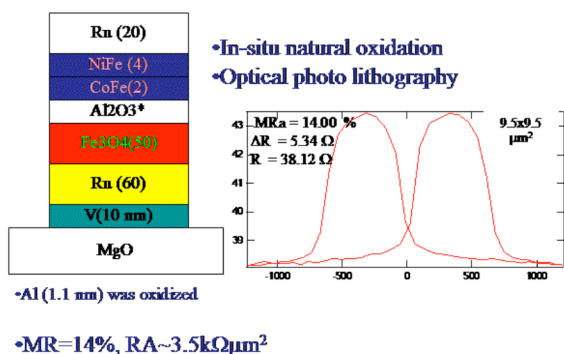 Rn (20)
NiFe (4)
CoFe(2)
Al2O3*
Fe3O4(50)
Rn (60)
V(10 nm)
MgO
•In-situ natural oxidation
•Optical photo lithography
MRa = 14.00 %
ΔR = 5.34 Ω
R = 38.12 Ω
9.5x9.5
μm²
43
42
41
40
39
-1000 -500 0 500 1000
•Al (1.1 nm) was oxidized
•MR=14%, RA~3.5kΩμm²